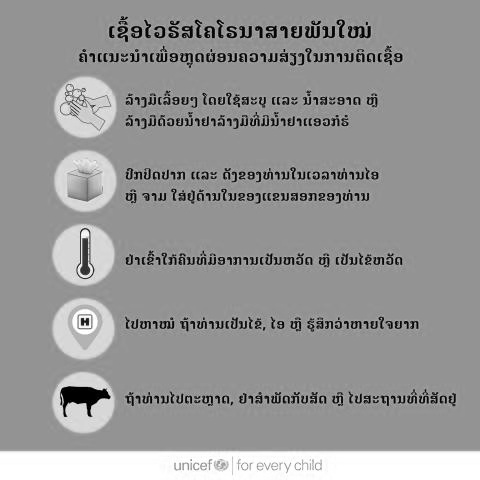 ເຊື້ອໄວຣັສໂຄໂຣນາສາຍພັນໃໝ່
ຄຳແນະນຳເພື່ອຫຼຸດຜ່ອນຄວາມສ່ຽງໃນການຕິດເຊື້ອ
ລ້າງມືເລື້ອຍໆ ໂດຍໃຊ້ສະບູ ແລະ ນ້ຳສະອາດ ຫຼື
ລ້າງມືດ້ວຍນ້ຳຢາລ້າງມືທີ່ມີນ້ຳຢາແອວກໍຮໍ
ປົກປິດປາກ ແລະ ດັງຂອງທ່ານໃນເວລາທ່ານໄອ
ຫຼື ຈາມ ໃສ່ຢູ່ດ້ານໃນຂອງແຂນສອກຂອງທ່ານ
ຢ່າເຂົ້າໃກ້ຄົນທີ່ມີອາການເປັນຫວັດ ຫຼື ເປັນໄຂ້ຫວັດ
H
ໄປຫາໝໍ ຖ້າທ່ານເປັນໄຂ້, ໄອ ຫຼື ຮູ້ສຶກວ່າຫາຍໃຈຍາກ
ຖ້າທ່ານໄປຕະຫຼາດ, ຢ່າສຳພັດກັບສັດ ຫຼື ໄປສະຖານທີ່ທີ່ສັດຢູ່
unicef for every child